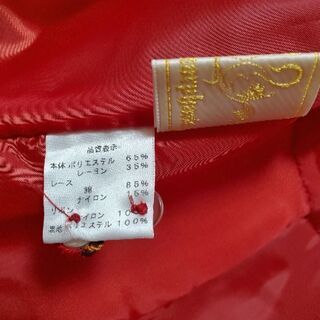 品質表示
本体 ポリエステル 65%
レーヨン 35%
レース 85%
綿
ナイロン 15%
リボン
ナイロン 100%
裏地 ポリエステル 100%